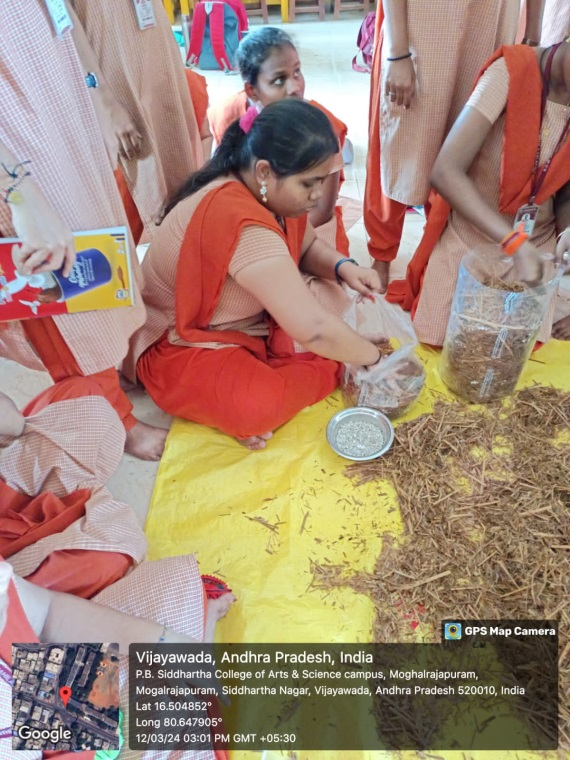 GPS Map Camera
Vijayawada, Andhra Pradesh, India
P.B. Siddhartha College of Arts & Science campus, Moghalrajapuram,
Mogalrajapuram, Siddhartha Nagar, Vijayawada, Andhra Pradesh 520010, India
Lat 16.504852°
Long 80.647905°
12/03/24 03:01 PM GMT +05:30
Google